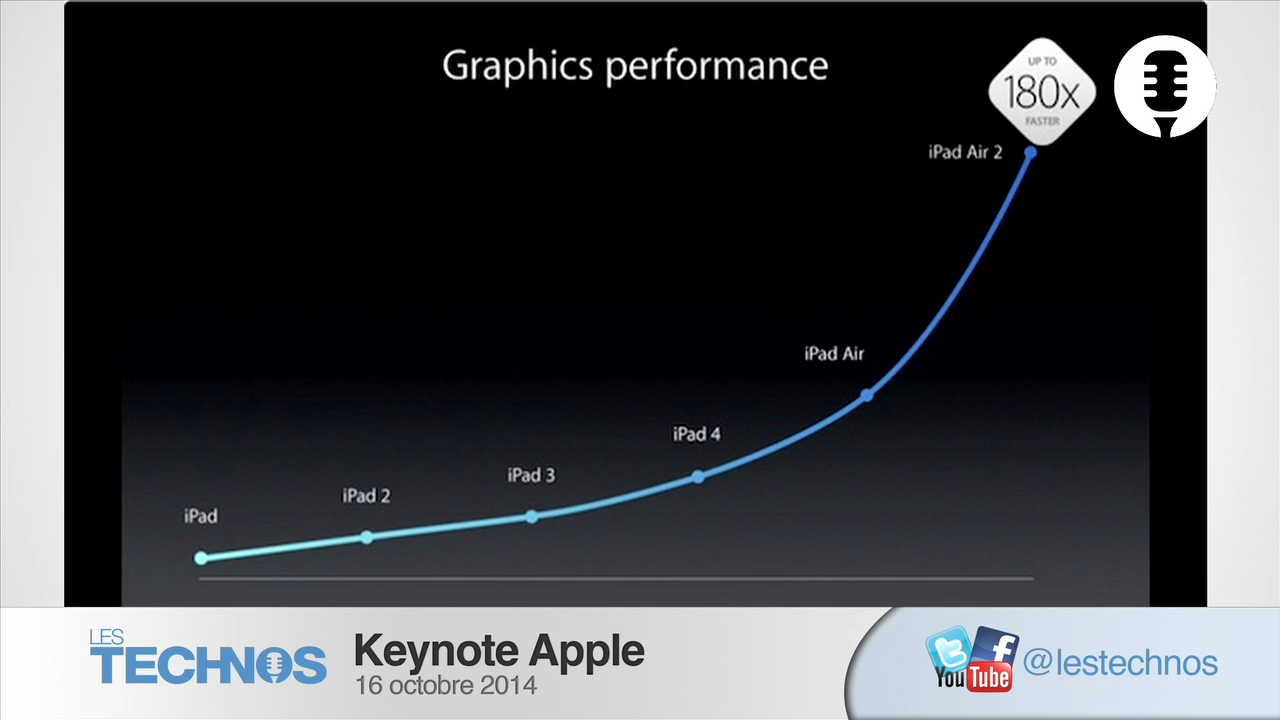 Graphics performance
UP TO
180x
FASTER
iPad Air 2
iPad Air
iPad 4
iPad 3
iPad 2
iPad
LES
TECHNOS
Keynote Apple
16 octobre 2014
You Tube
@lestechnos